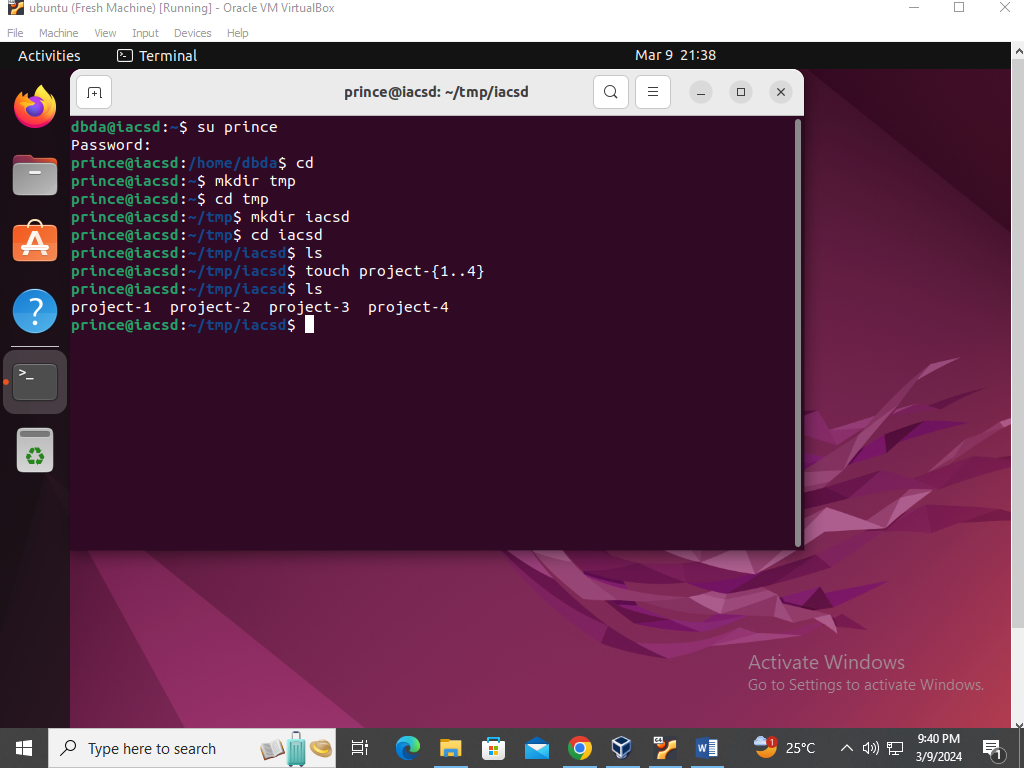 ubuntu (Fresh Machine) [Running] - Oracle VM VirtualBox
File Machine View Input Devices Help
Activities Terminal Mar 9 21:38
prince@iacsd: ~/tmp/iacsd
dbda@iacsd:~$ su prince
Password:
prince@iacsd:/home/dbda$ cd
prince@iacsd:~$ mkdir tmp
prince@iacsd:~$ cd tmp
prince@iacsd:~/tmp$ mkdir iacsd
prince@iacsd:~/tmp$ cd iacsd
prince@iacsd:~/tmp/iacsd$ ls
prince@iacsd:~/tmp/iacsd$ touch project-{1..4}
prince@iacsd:~/tmp/iacsd$ ls
project-1 project-2 project-3 project-4
prince@iacsd:~/tmp/iacsd$
Activate Windows
Go to Settings to activate Windows.
Type here to search
1
25°C
9:40 PM
3/9/2024
1